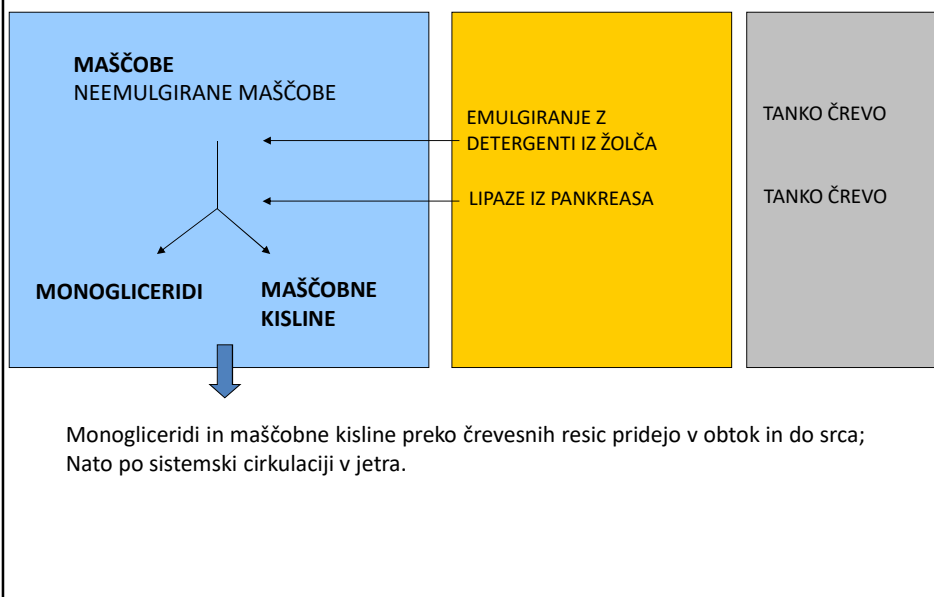 MAŠČOBE
NEEMULGIRANE MAŠČOBE
EMULGIRANJE Z
DETERGENTI IZ ŽOLČA
TANKO ČREVO
LIPAZE IZ PANKREASA
TANKO ČREVO
MONOGLICERIDI
MAŠČOBNE
KISLINE
Monogliceridi in maščobne kisline preko črevesnih resic pridejo v obtok in do srca;
Nato po sistemski cirkulaciji v jetra.